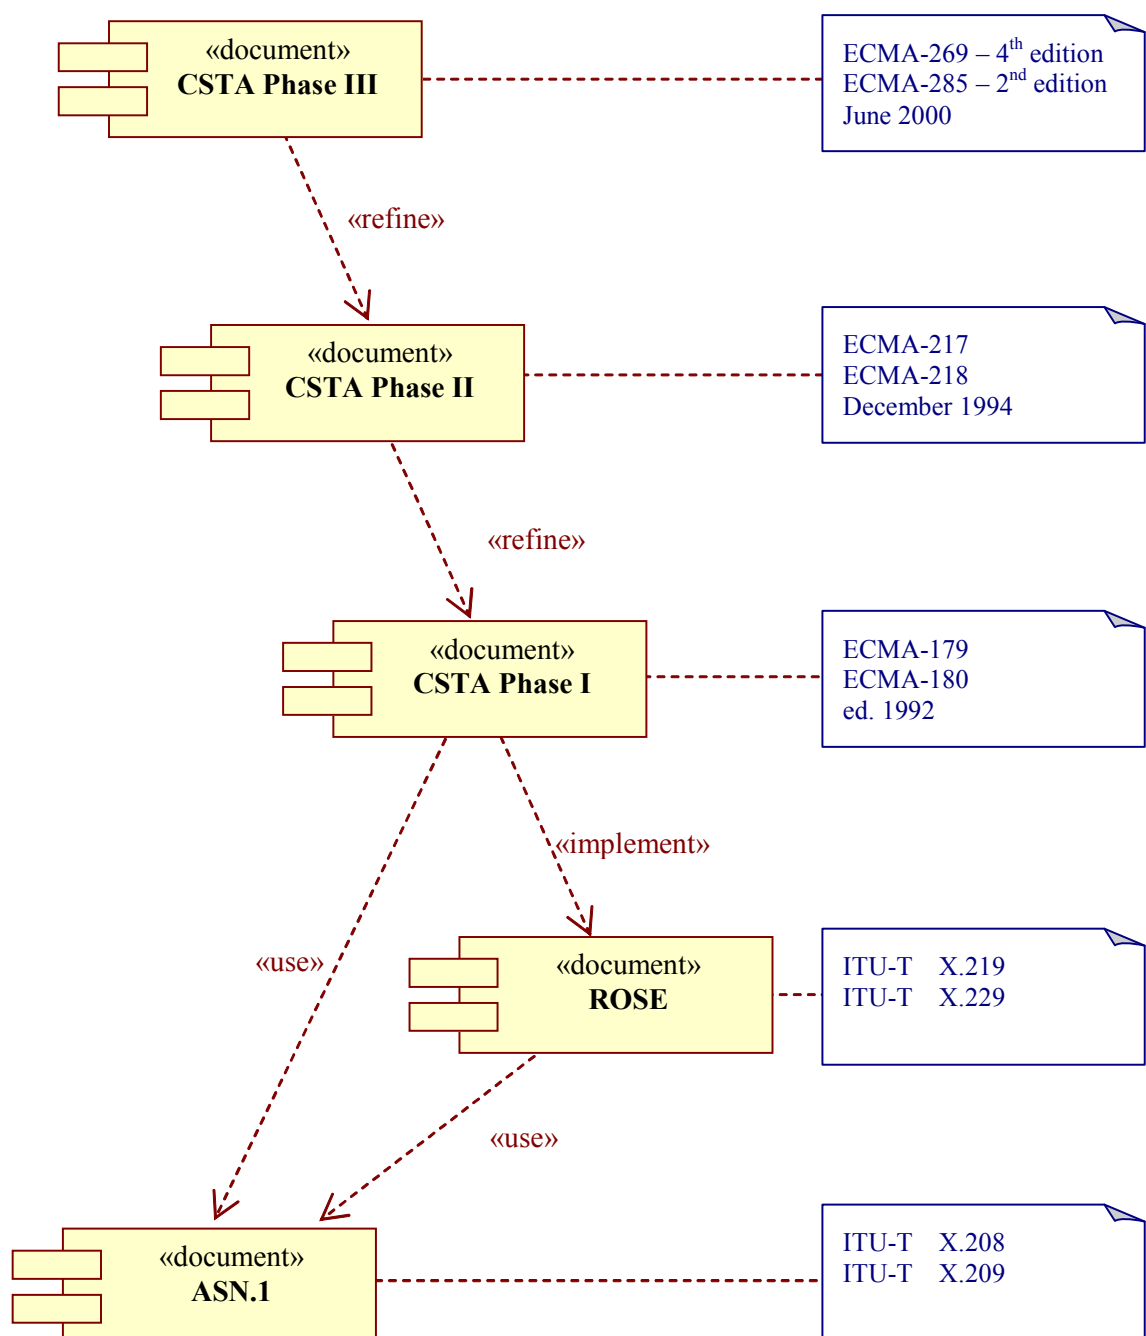 «document»
CSTA Phase III
ECMA-269 – 4th edition
ECMA-285 – 2nd edition
June 2000
«refine»
«document»
CSTA Phase II
ECMA-217
ECMA-218
December 1994
«refine»
«document»
CSTA Phase I
ECMA-179
ECMA-180
ed. 1992
«implement»
«use»
«document»
ROSE
ITU-T X.219
ITU-T X.229
«use»
«document»
ASN.1
ITU-T X.208
ITU-T X.209